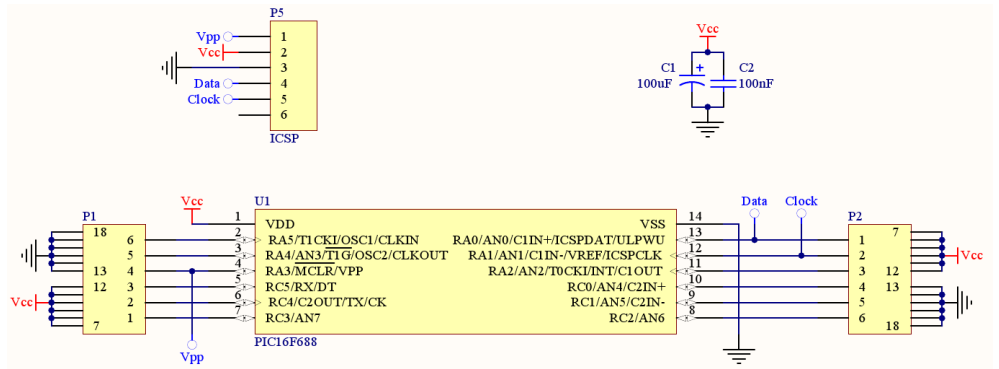 P5
Vpp 1
Vcc 2
3
Data 4
Clock 5
6
ICSP
Vcc
C1 + C2
100uF 100nF
P1
18
6
5
13 4
12 3
Vcc 2
7 1
Vcc
U1
1 VDD VSS 14
2 RA5/T1CKI/OSC1/CLKIN RA0/AN0/C1IN+/ICSPDAT/ULPWU 13
3 RA4/AN3/T1G/OSC2/CLKOUT RA1/AN1/C1IN-/VREF/ICSPCLK 12
4 RA3/MCLR/VPP RA2/AN2/T0CKI/INT/C1OUT 11
5 RC5/RX/DT RC0/AN4/C2IN+ 10
6 RC4/C2OUT/TX/CK RC1/AN5/C2IN- 9
7 RC3/AN7 RC2/AN6 8
PIC16F688
Vpp
Data Clock
P2
7
1
2 Vcc
3 12
4 13
5
6 18